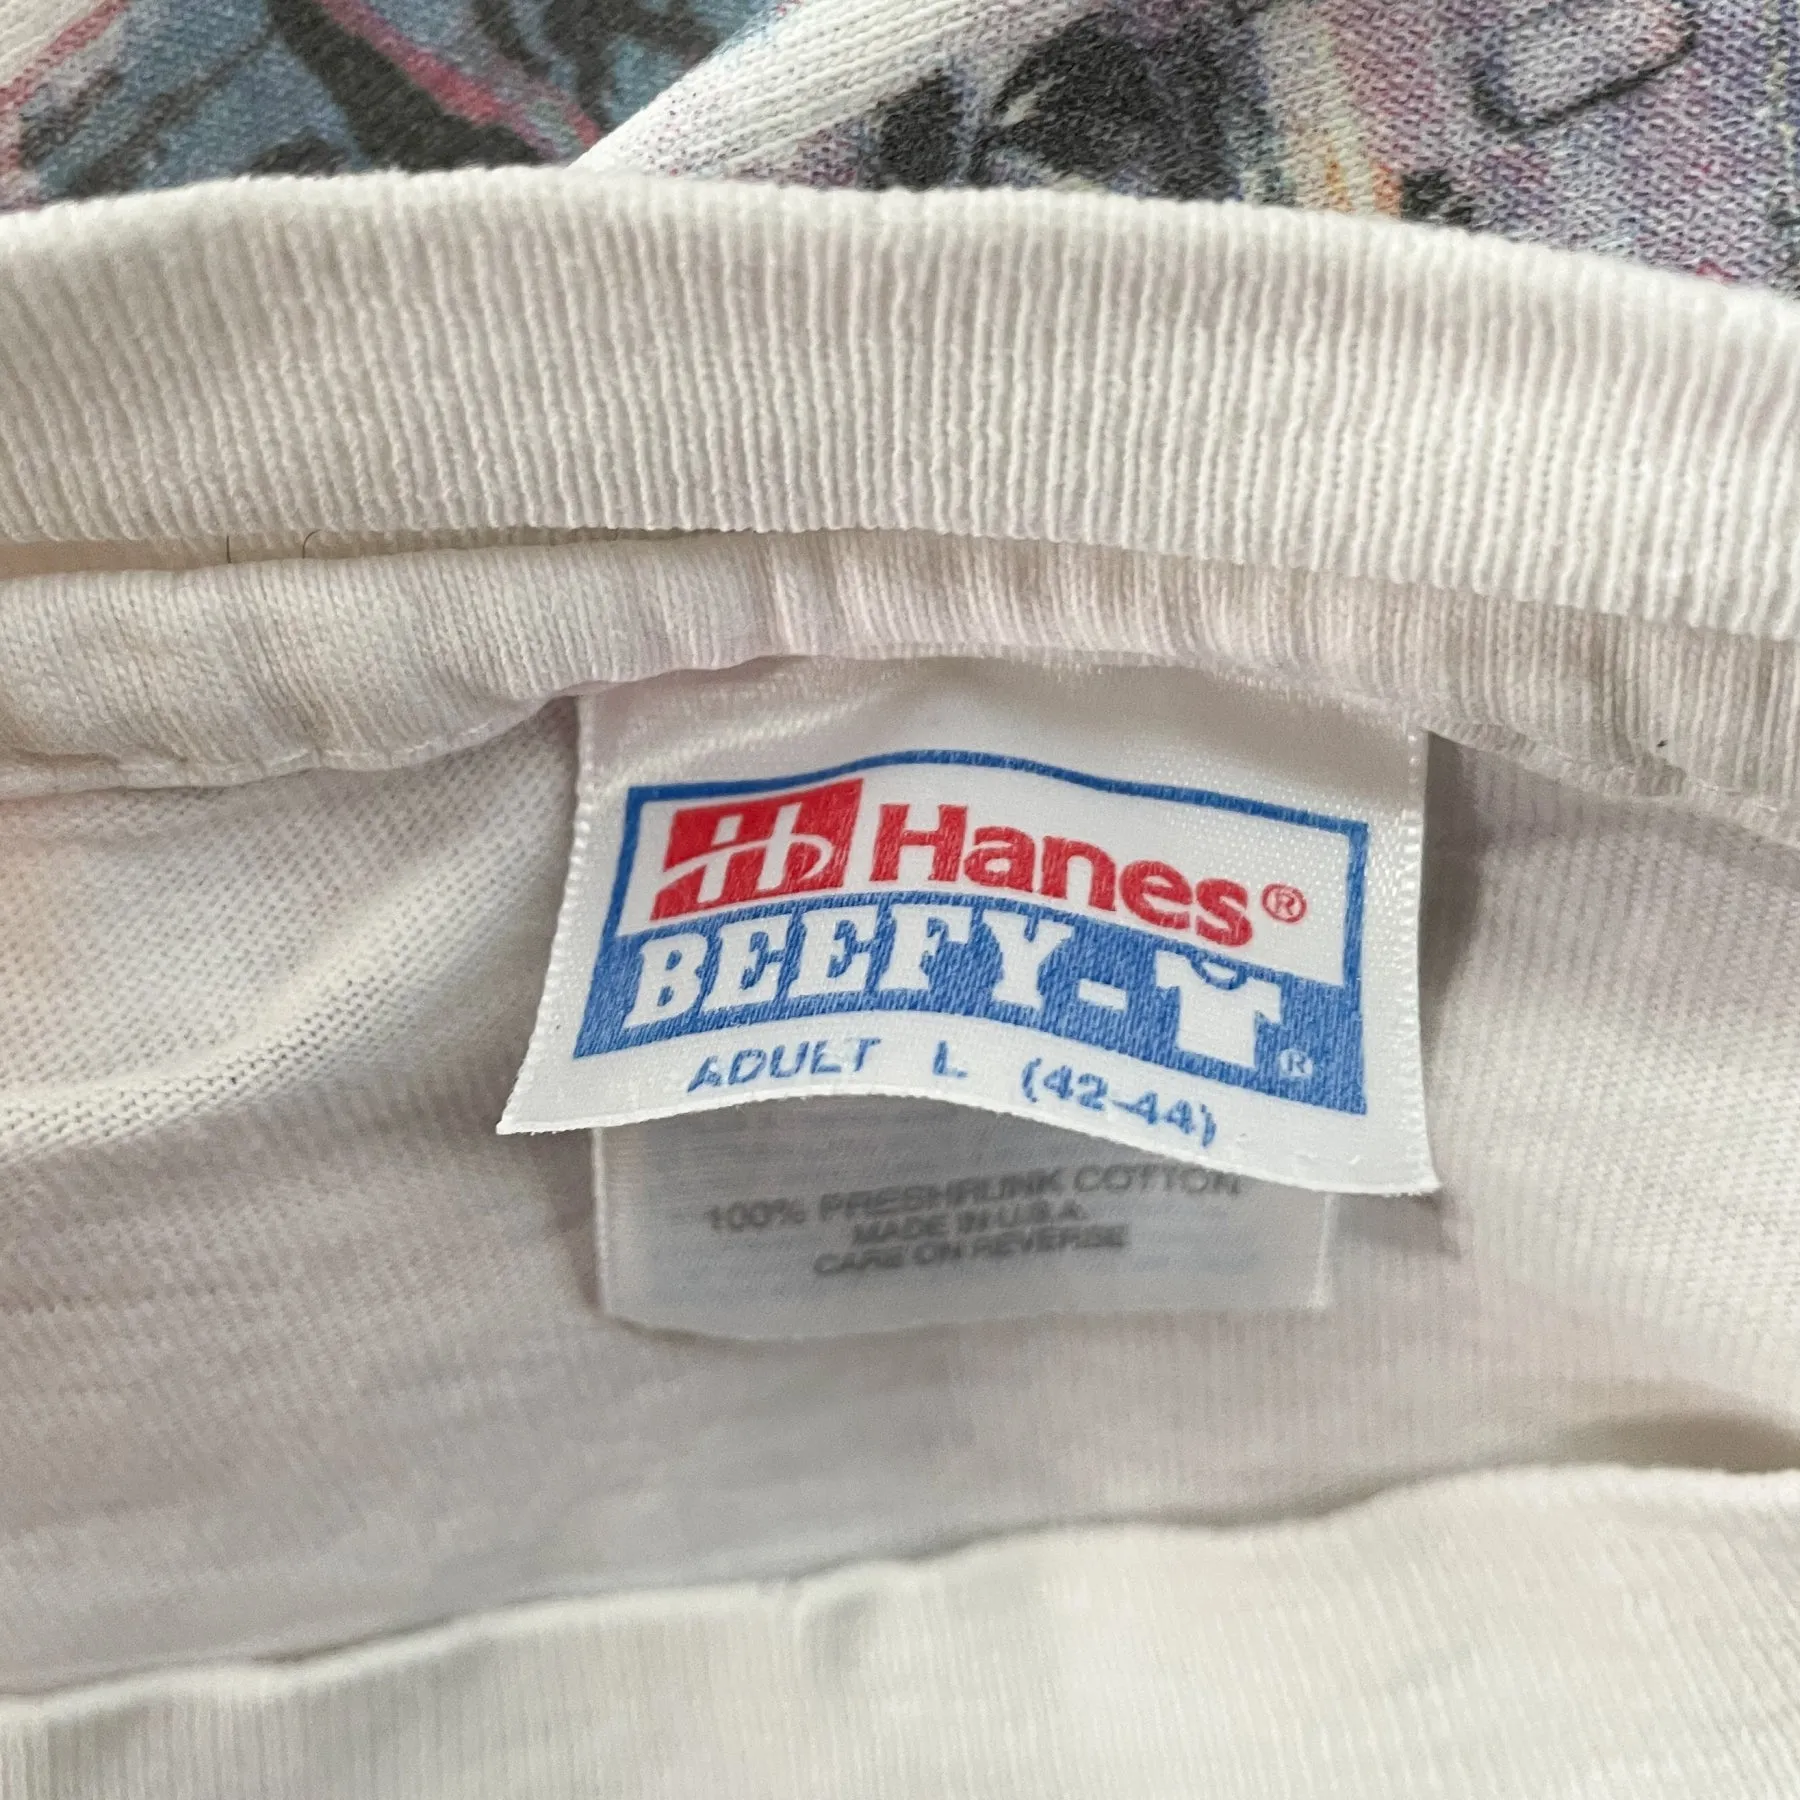 Hanes®
BEEFY-T®
ADULT L (42-44)
100% PRESHRUNK COTTON
MADE IN U.S.A.
CARE ON REVERSE